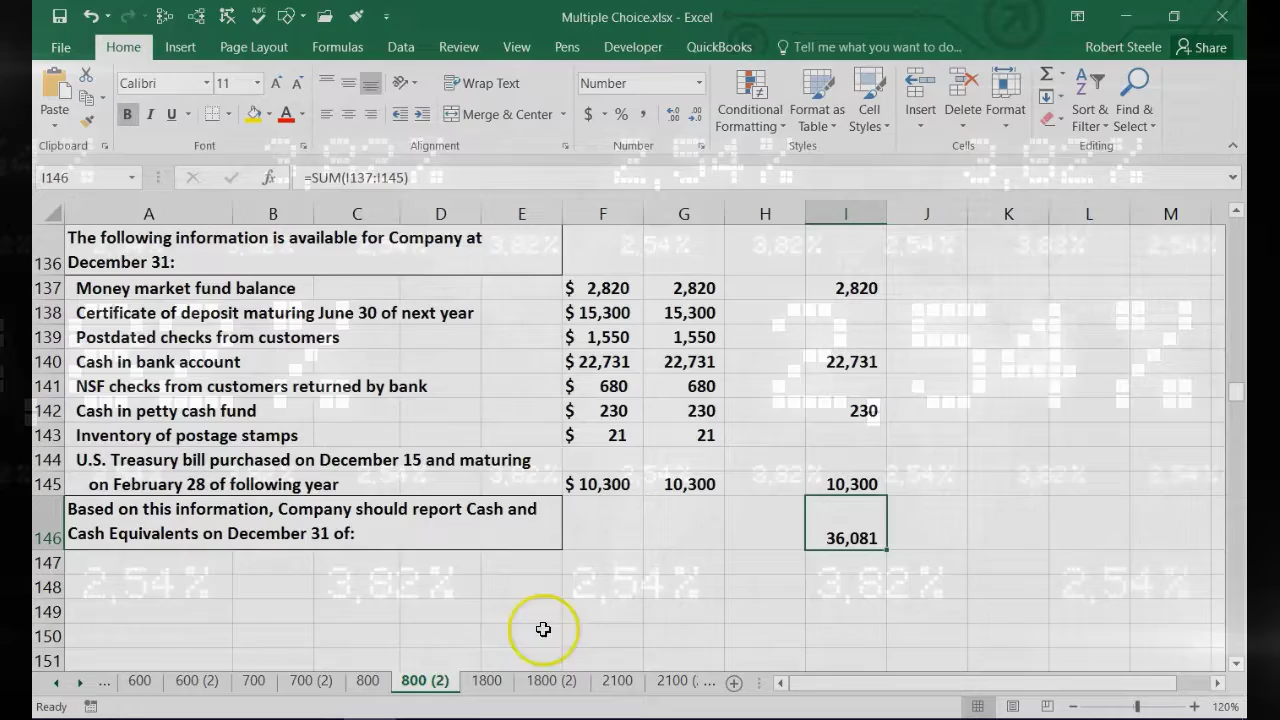 Multiple Choice.xlsx - Excel
File Home Insert Page Layout Formulas Data Review View Pens Developer QuickBooks Tell me what you want to do... Robert Steele Share
Calibri 11 Wrap Text Number
Paste B I U A Merge & Center $ % Conditional Formatting Format as Table Cell Styles Insert Delete Format Sort & Filter Find & Select
Clipboard Font Alignment Number Styles Cells Editing
3,82% 2,54% 3,82%
I146 fx =SUM(I137:I145)
A B C D E F G H I J K L M
The following information is available for Company at
136 December 31:
137 Money market fund balance $ 2,820 2,820 2,820
138 Certificate of deposit maturing June 30 of next year $ 15,300 15,300
139 Postdated checks from customers $ 1,550 1,550
140 Cash in bank account $ 22,731 22,731 22,731
141 NSF checks from customers returned by bank $ 680 680
142 Cash in petty cash fund $ 230 230 230
143 Inventory of postage stamps $ 21 21
144 U.S. Treasury bill purchased on December 15 and maturing
145 on February 28 of following year $ 10,300 10,300 10,300
Based on this information, Company should report Cash and
146 Cash Equivalents on December 31 of: 36,081
147
148
2,54% 3,82% 2,54% 3,82% 2,54%
149
150
151
... 600 600 (2) 700 700 (2) 800 800 (2) 1800 1800 (2) 2100 2100 ( ...
Ready 120%